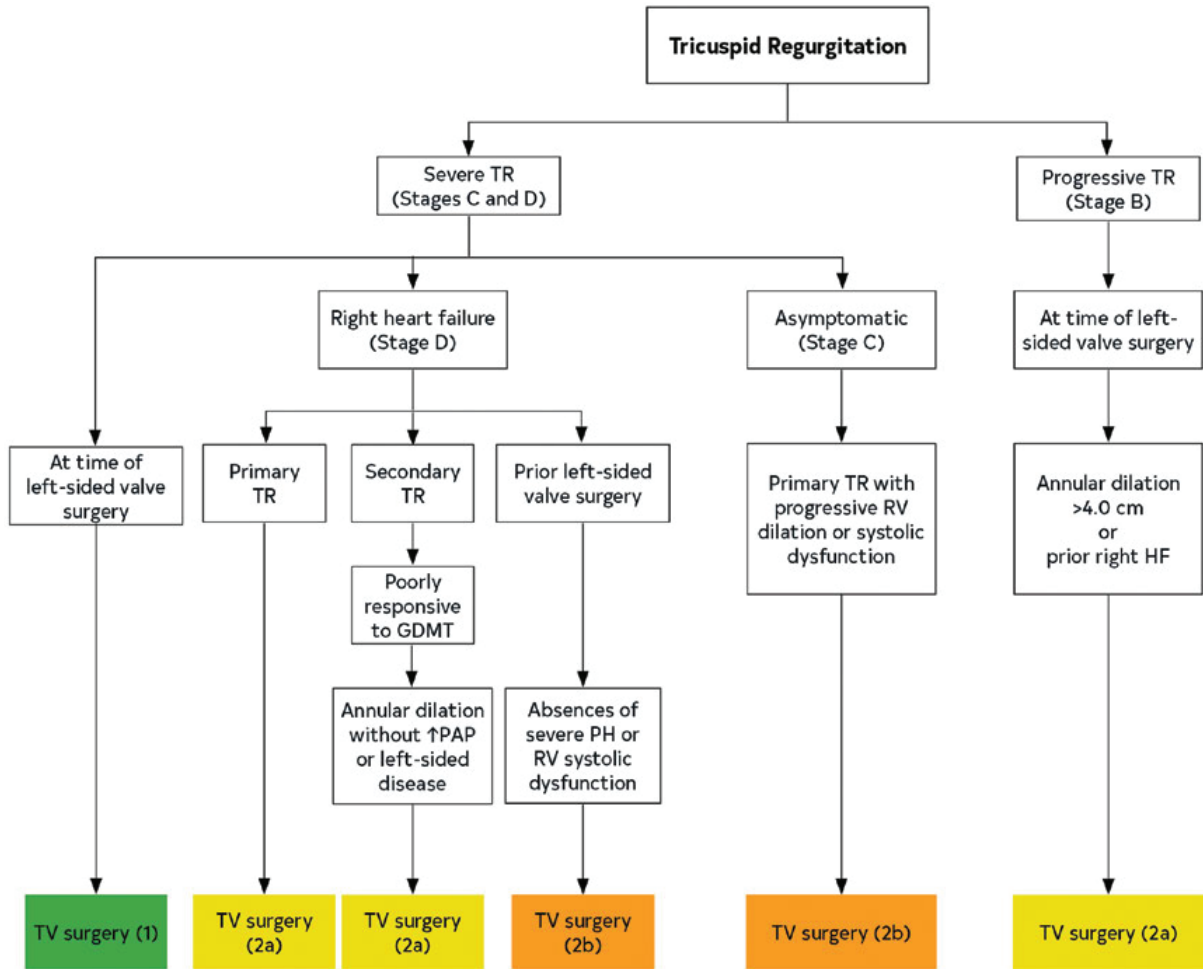 Tricuspid Regurgitation
Severe TR
(Stages C and D)
Progressive TR
(Stage B)
Right heart failure
(Stage D)
Asymptomatic
(Stage C)
At time of left-
sided valve surgery
At time of
left-sided valve
surgery
Primary
TR
Secondary
TR
Prior left-sided
valve surgery
Primary TR with
progressive RV
dilation or systolic
dysfunction
Annular dilation
>4.0 cm
or
prior right HF
Poorly
responsive
to GDMT
Annular dilation
without ↑PAP
or left-sided
disease
Absences of
severe PH or
RV systolic
dysfunction
TV surgery (1)
TV surgery
(2a)
TV surgery
(2a)
TV surgery
(2b)
TV surgery (2b)
TV surgery (2a)